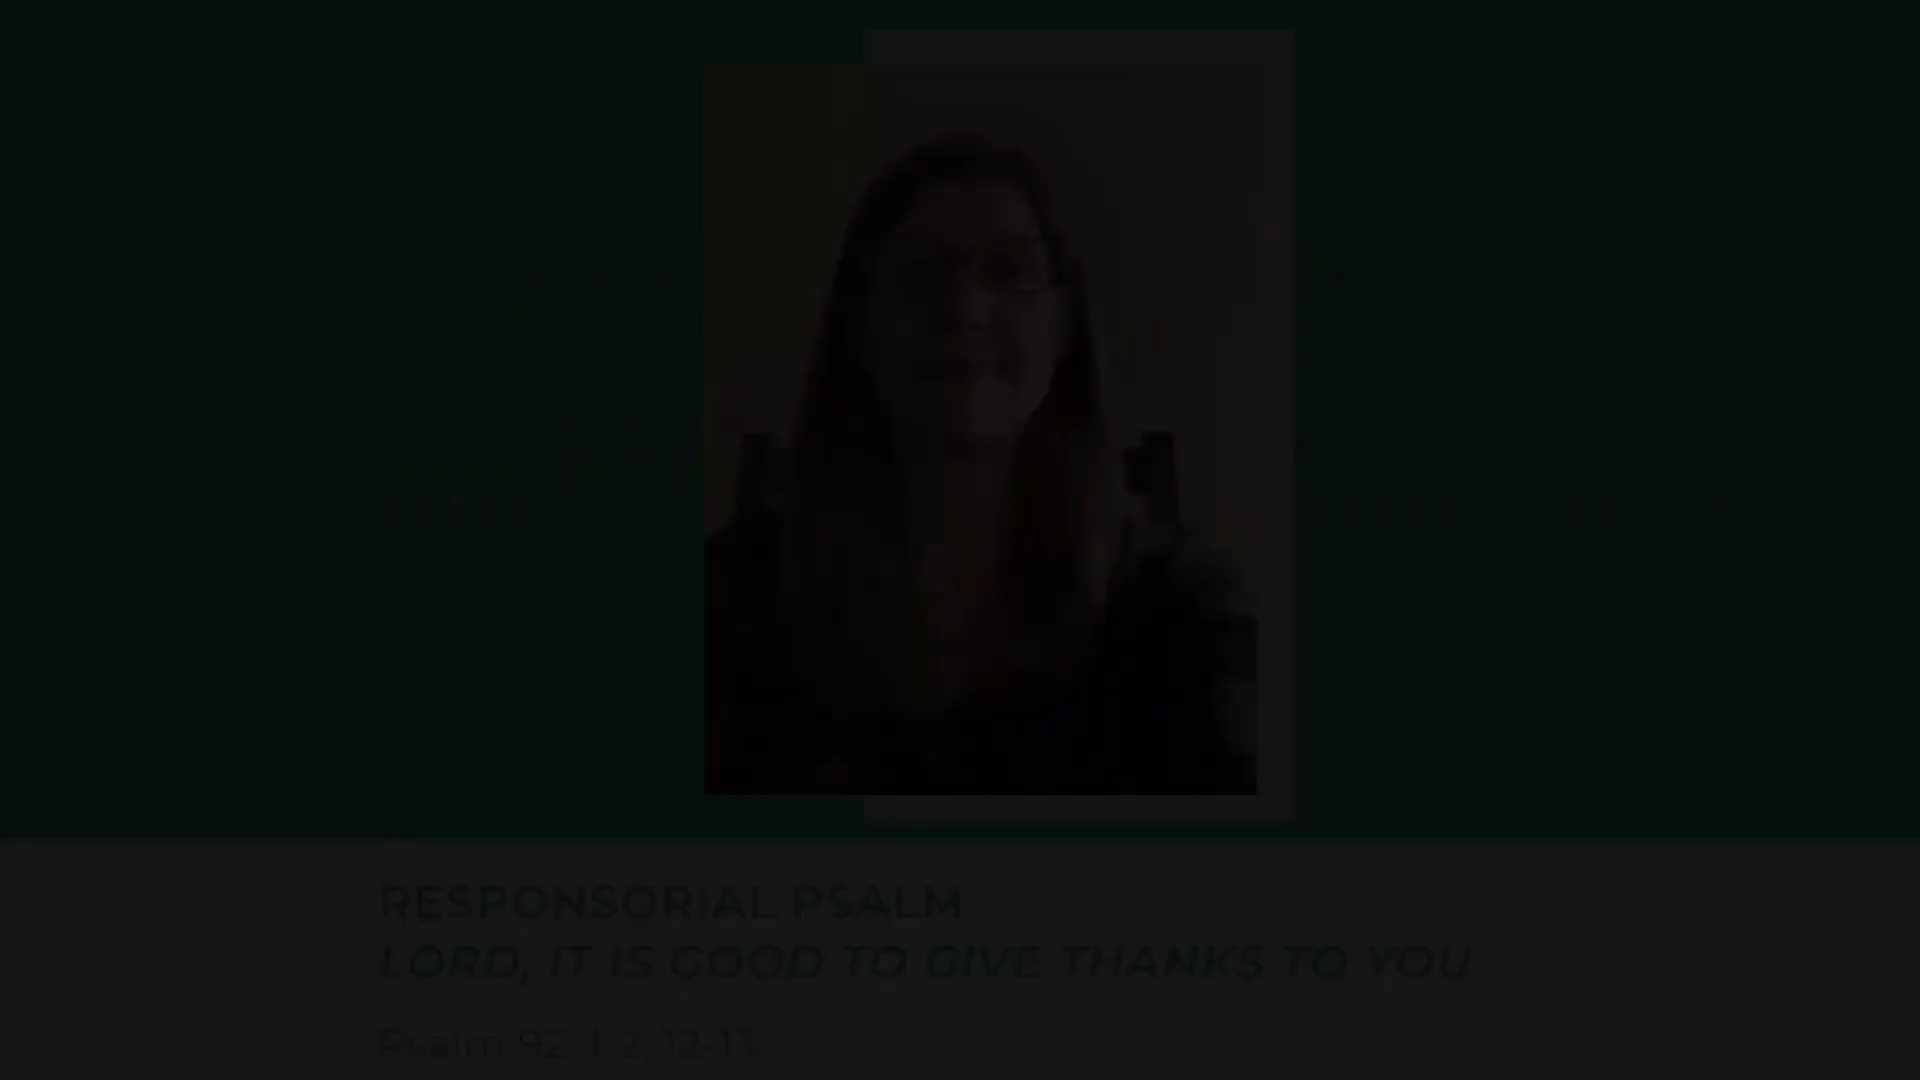 RESPONSORIAL PSALM
LORD, IT IS GOOD TO GIVE THANKS TO YOU
Psalm 92: 1-2, 12-13